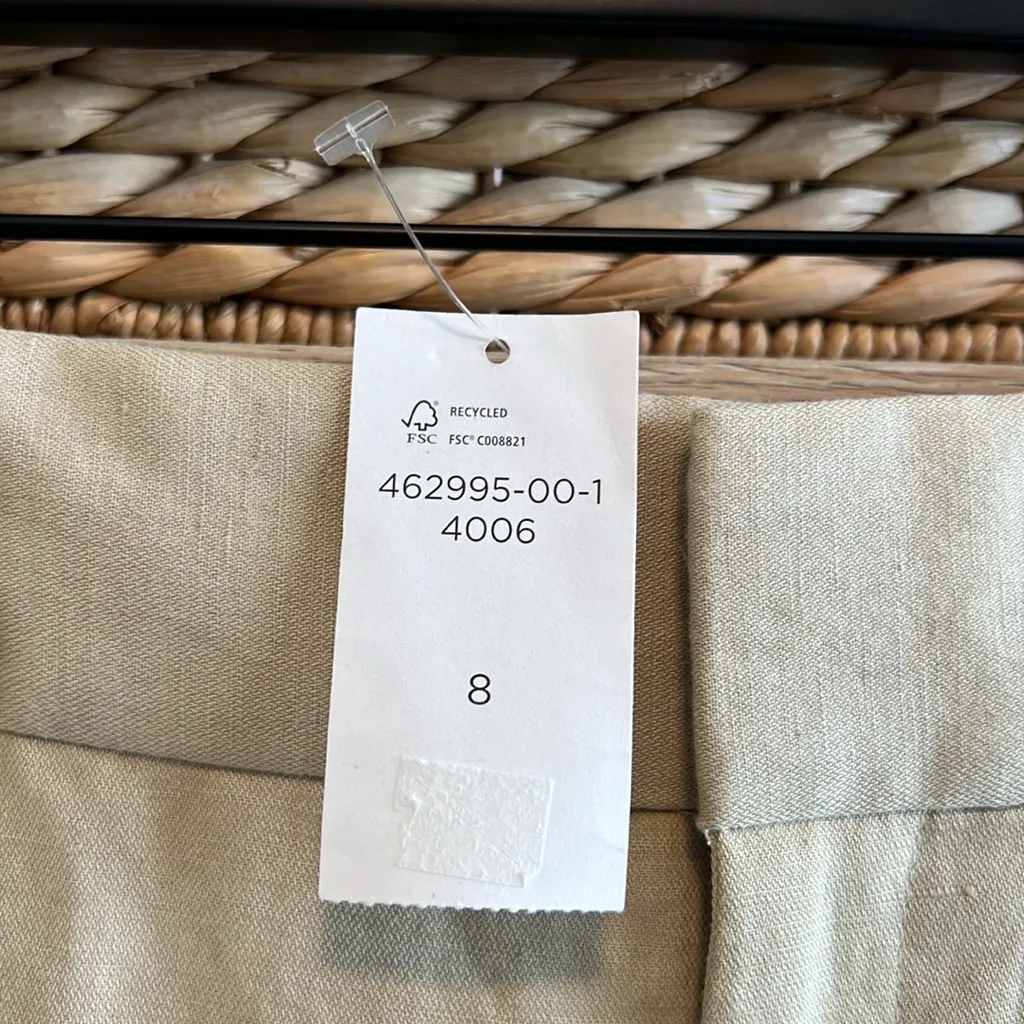 RECYCLED
FSC FSC® C008821
462995-00-1
4006
8